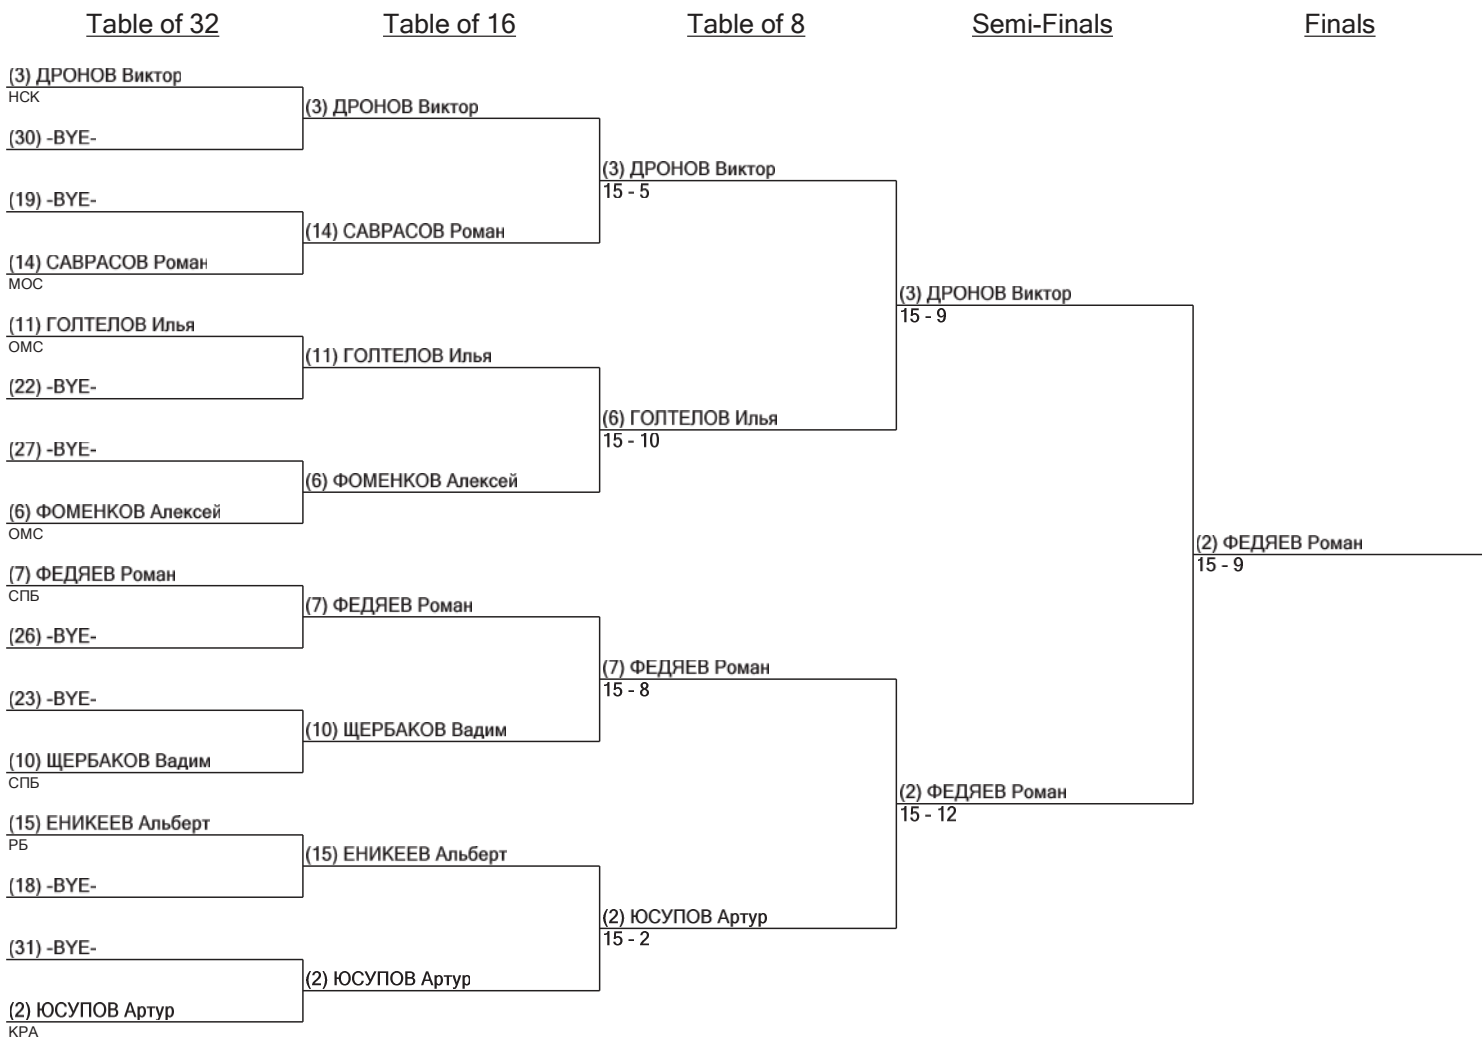 Table of 32
Table of 16
Table of 8
Semi-Finals
Finals
(3) ДРОНОВ Виктор
НСК
(30) -BYE-
(19) -BYE-
(14) САВРАСОВ Роман
МОС
(11) ГОЛТЕЛОВ Илья
ОМС
(22) -BYE-
(27) -BYE-
(6) ФОМЕНКОВ Алексей
ОМС
(7) ФЕДЯЕВ Роман
СПБ
(26) -BYE-
(23) -BYE-
(10) ЩЕРБАКОВ Вадим
СПБ
(15) ЕНИКЕЕВ Альберт
РБ
(18) -BYE-
(31) -BYE-
(2) ЮСУПОВ Артур
КРА
(3) ДРОНОВ Виктор
(14) САВРАСОВ Роман
(11) ГОЛТЕЛОВ Илья
(6) ФОМЕНКОВ Алексей
(7) ФЕДЯЕВ Роман
(10) ЩЕРБАКОВ Вадим
(15) ЕНИКЕЕВ Альберт
(2) ЮСУПОВ Артур
(3) ДРОНОВ Виктор
15 - 5
(6) ГОЛТЕЛОВ Илья
15 - 10
(7) ФЕДЯЕВ Роман
15 - 8
(2) ЮСУПОВ Артур
15 - 2
(3) ДРОНОВ Виктор
15 - 9
(2) ФЕДЯЕВ Роман
15 - 12
(2) ФЕДЯЕВ Роман
15 - 9